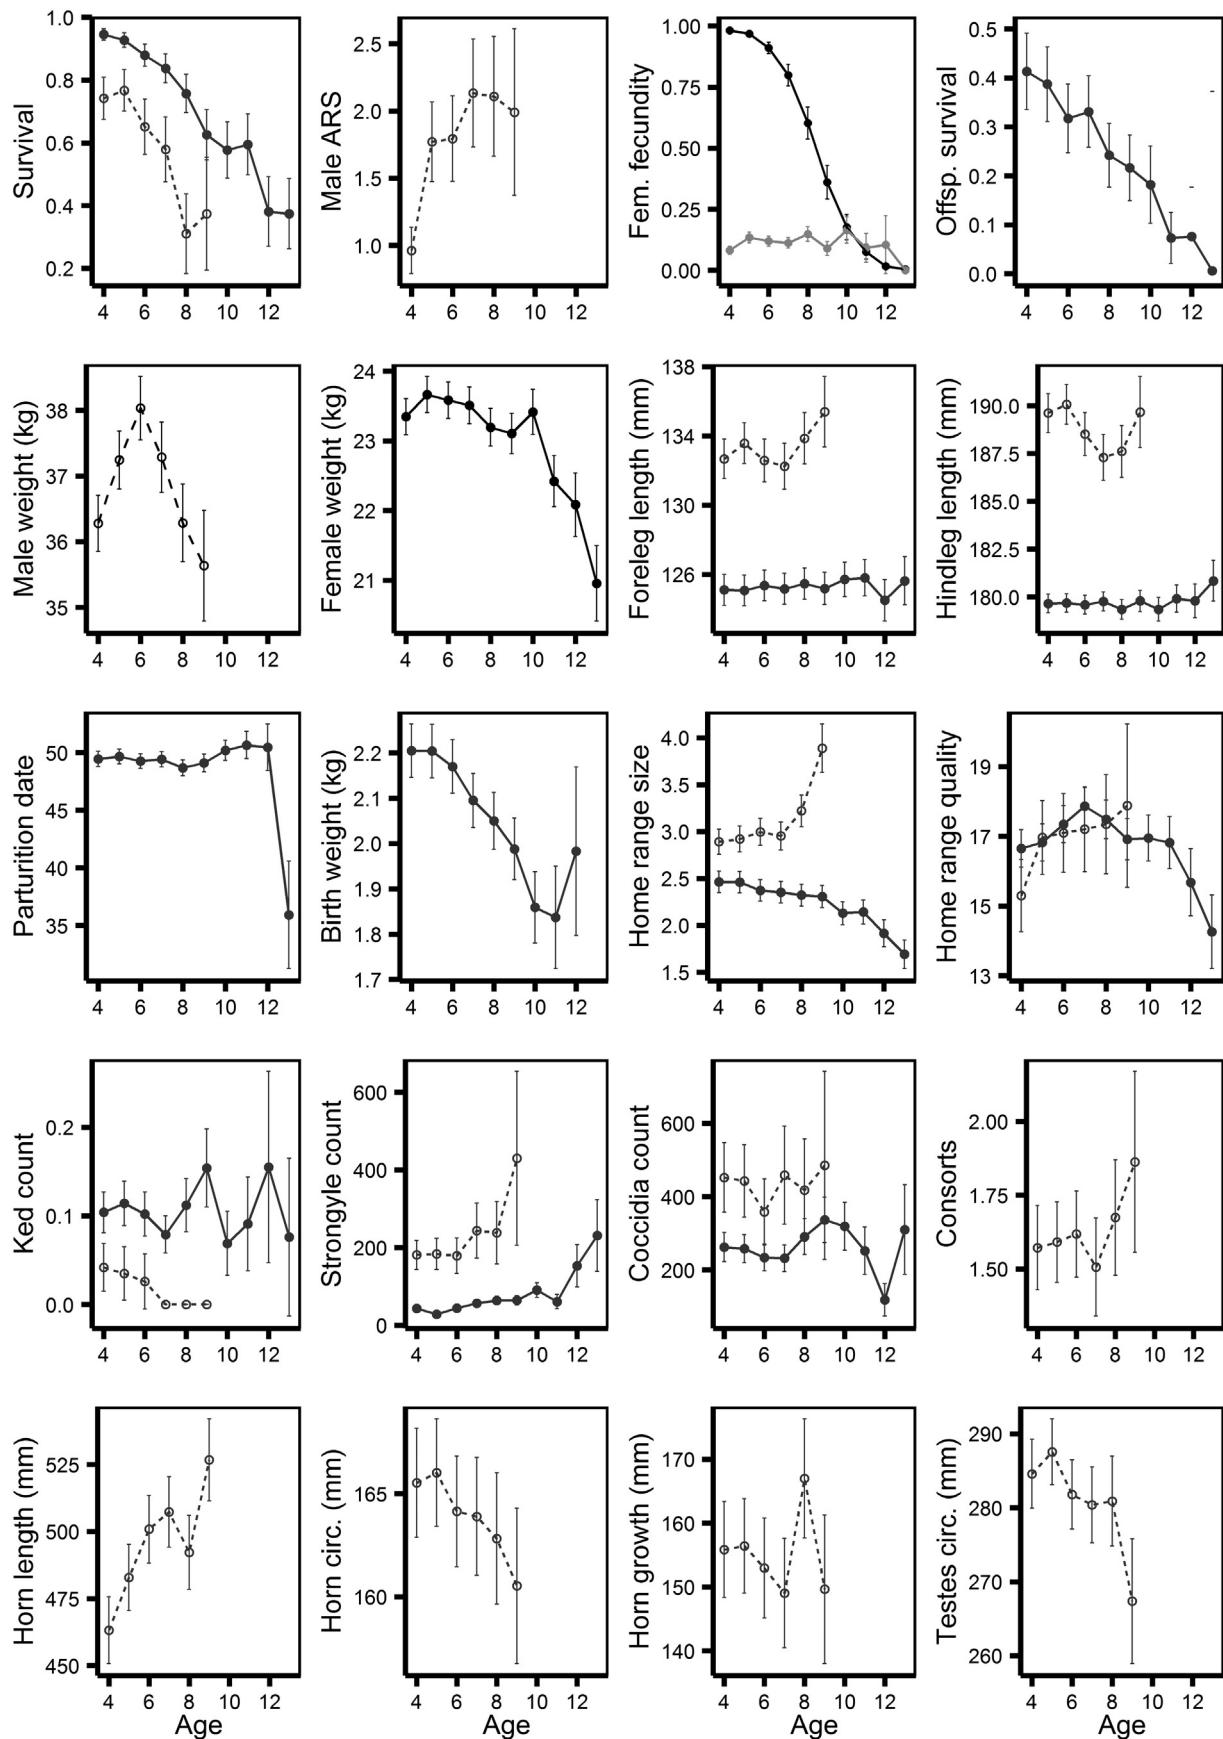 Survival
1.0
0.8
0.6
0.4
0.2
4 6 8 10 12
Male ARS
2.5
2.0
1.5
1.0
4 6 8 10 12
Fem. fecundity
1.00
0.75
0.50
0.25
0.00
4 6 8 10 12
Offsp. survival
0.5
0.4
0.3
0.2
0.1
0.0
4 6 8 10 12
Male weight (kg)
38
37
36
35
4 6 8 10 12
Female weight (kg)
24
23
22
21
4 6 8 10 12
Foreleg length (mm)
138
134
130
126
4 6 8 10 12
Hindleg length (mm)
190.0
187.5
185.0
182.5
180.0
4 6 8 10 12
Parturition date
50
45
40
35
4 6 8 10 12
Birth weight (kg)
2.2
2.1
2.0
1.9
1.8
1.7
4 6 8 10 12
Home range size
4.0
3.5
3.0
2.5
2.0
1.5
4 6 8 10 12
Home range quality
19
17
15
13
4 6 8 10 12
Ked count
0.2
0.1
0.0
4 6 8 10 12
Strongyle count
600
400
200
0
4 6 8 10 12
Coccidia count
600
400
200
4 6 8 10 12
Consorts
2.00
1.75
1.50
4 6 8 10 12
Horn length (mm)
525
500
475
450
4 6 8 10 12
Age
Horn circ. (mm)
165
160
4 6 8 10 12
Age
Horn growth (mm)
170
160
150
140
4 6 8 10 12
Age
Testes circ. (mm)
290
280
270
260
4 6 8 10 12
Age